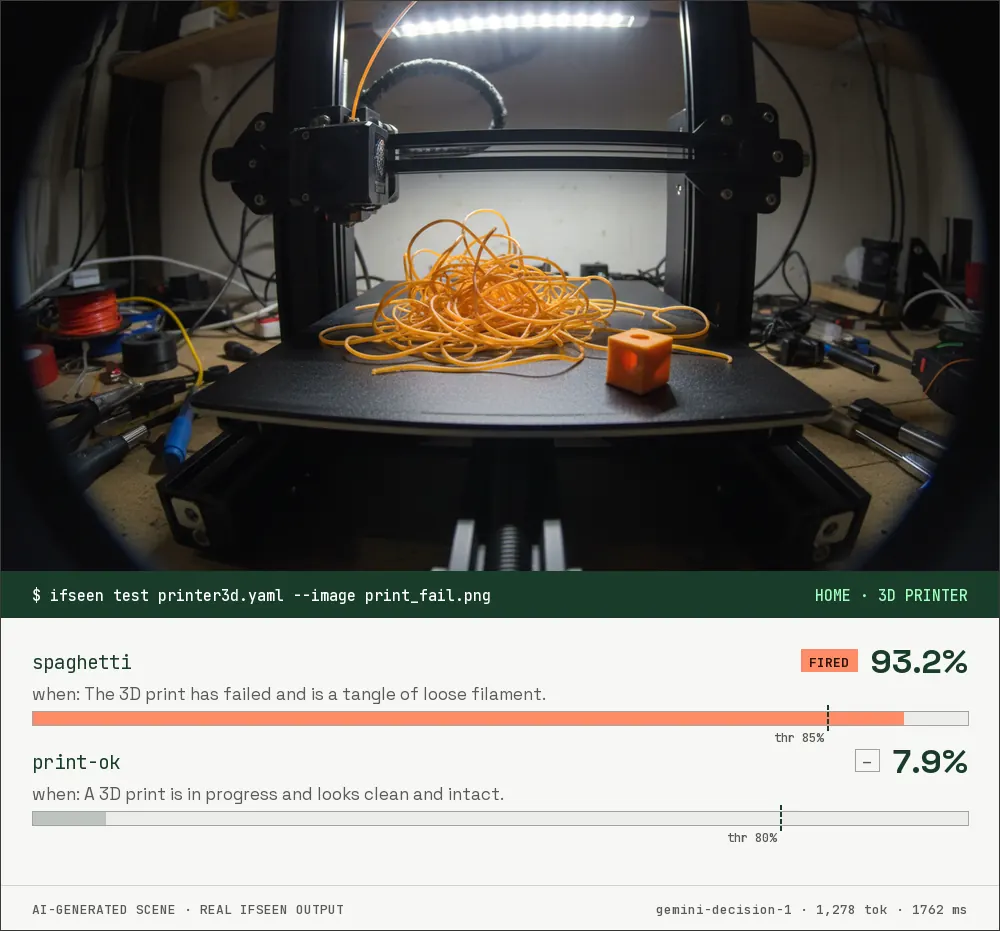 $ ifseen test printer3d.yaml --image print_fail.png
HOME · 3D PRINTER
spaghetti
FIRED 93.2%
when: The 3D print has failed and is a tangle of loose filament.
thr 85%
print-ok
– 7.9%
when: A 3D print is in progress and looks clean and intact.
thr 80%
AI-GENERATED SCENE · REAL IFSEEN OUTPUT
gemini-decision-1 · 1,278 tok · 1762 ms